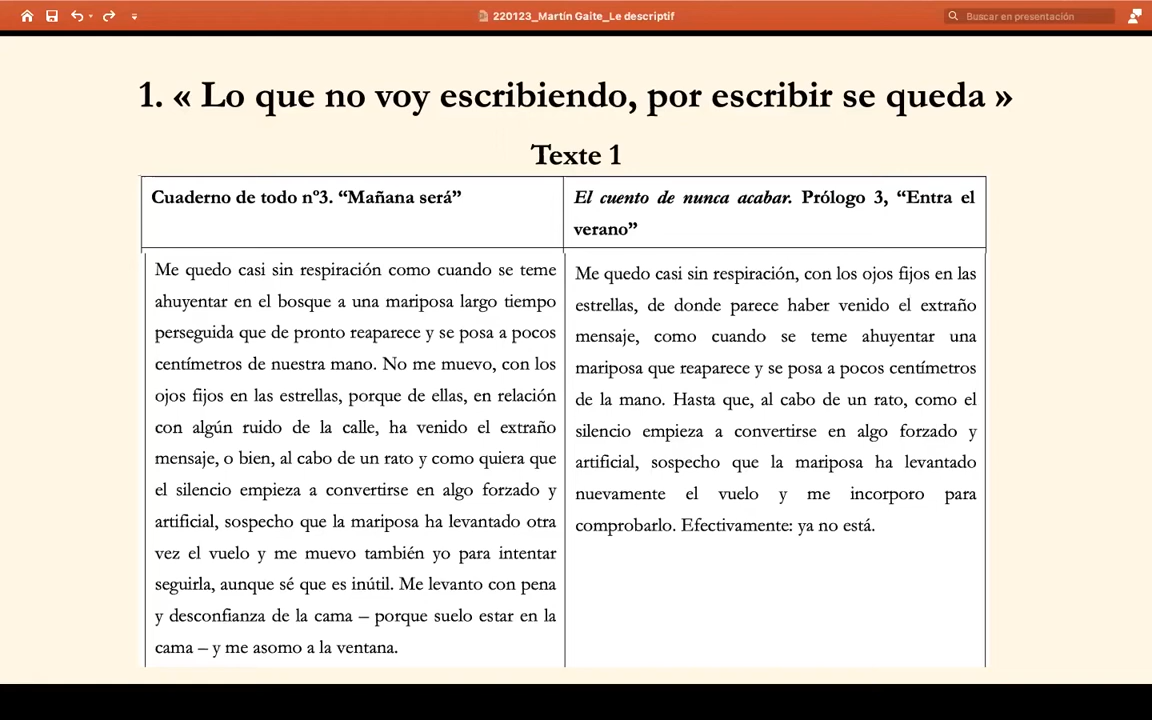 220123_Martín Gaite_Le descriptif
Buscar en presentación
1. « Lo que no voy escribiendo, por escribir se queda »
Texte 1
Cuaderno de todo nº3. “Mañana será”
Me quedo casi sin respiración como cuando se teme
ahuyentar en el bosque a una mariposa largo tiempo
perseguida que de pronto reaparece y se posa a pocos
centímetros de nuestra mano. No me muevo, con los
ojos fijos en las estrellas, porque de ellas, en relación
con algún ruido de la calle, ha venido el extraño
mensaje, o bien, al cabo de un rato y como quiera que
el silencio empieza a convertirse en algo forzado y
artificial, sospecho que la mariposa ha levantado otra
vez el vuelo y me muevo también yo para intentar
seguirla, aunque sé que es inútil. Me levanto con pena
y desconfianza de la cama – porque suelo estar en la
cama – y me asomo a la ventana.
El cuento de nunca acabar. Prólogo 3, “Entra el
verano”
Me quedo casi sin respiración, con los ojos fijos en las
estrellas, de donde parece haber venido el extraño
mensaje, como cuando se teme ahuyentar una
mariposa que reaparece y se posa a pocos centímetros
de la mano. Hasta que, al cabo de un rato, como el
silencio empieza a convertirse en algo forzado y
artificial, sospecho que la mariposa ha levantado
nuevamente el vuelo y me incorporo para
comprobarlo. Efectivamente: ya no está.